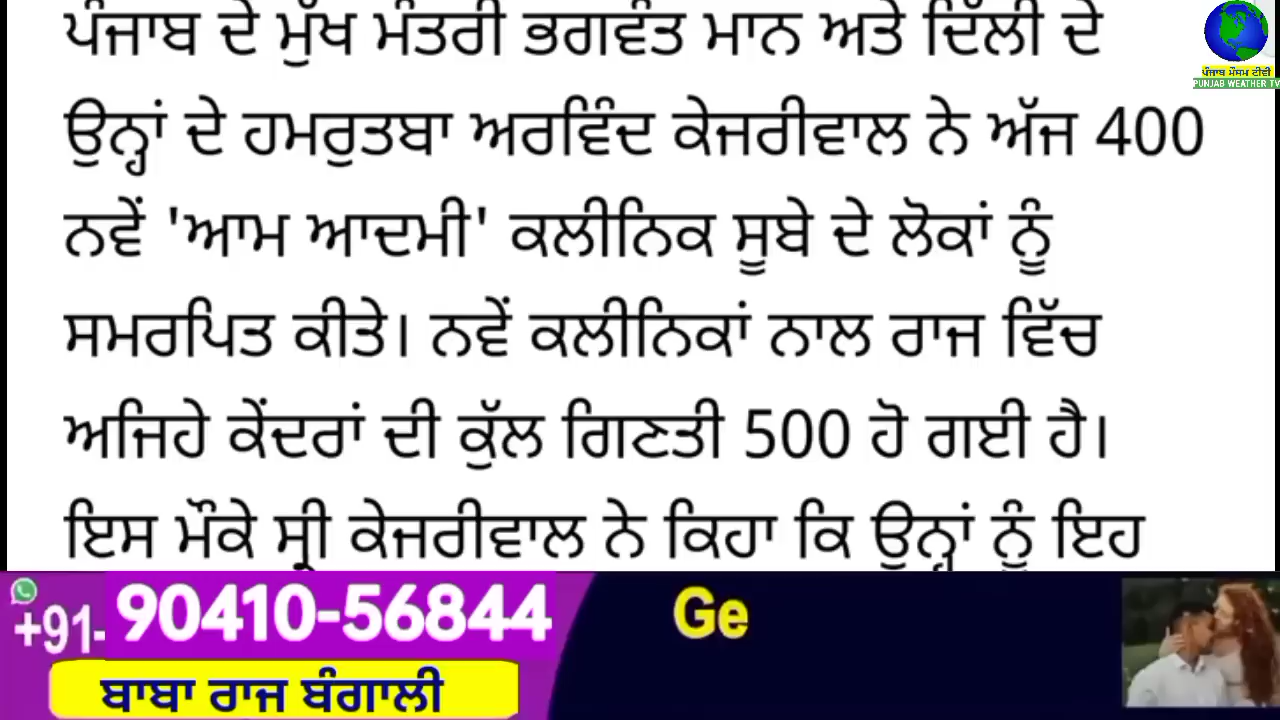 ਪੰਜਾਬ ਦੇ ਮੁੱਖ ਮੰਤਰੀ ਭਗਵੰਤ ਮਾਨ ਅਤੇ ਦਿੱਲੀ ਦੇ
ਉਨ੍ਹਾਂ ਦੇ ਹਮਰੁਤਬਾ ਅਰਵਿੰਦ ਕੇਜਰੀਵਾਲ ਨੇ ਅੱਜ 400
ਨਵੇਂ 'ਆਮ ਆਦਮੀ' ਕਲੀਨਿਕ ਸੂਬੇ ਦੇ ਲੋਕਾਂ ਨੂੰ
ਸਮਰਪਿਤ ਕੀਤੇ। ਨਵੇਂ ਕਲੀਨਿਕਾਂ ਨਾਲ ਰਾਜ ਵਿੱਚ
ਅਜਿਹੇ ਕੇਂਦਰਾਂ ਦੀ ਕੁੱਲ ਗਿਣਤੀ 500 ਹੋ ਗਈ ਹੈ।
ਇਸ ਮੌਕੇ ਸ੍ਰੀ ਕੇਜਰੀਵਾਲ ਨੇ ਕਿਹਾ ਕਿ ਉਨ੍ਹਾਂ ਨੂੰ ਇਹ
ਪੰਜਾਬ ਮੌਸਮ ਟੀਵੀ
PUNJAB WEATHER TV
+91- 90410-56844
ਬਾਬਾ ਰਾਜ ਬੰਗਾਲੀ
Ge